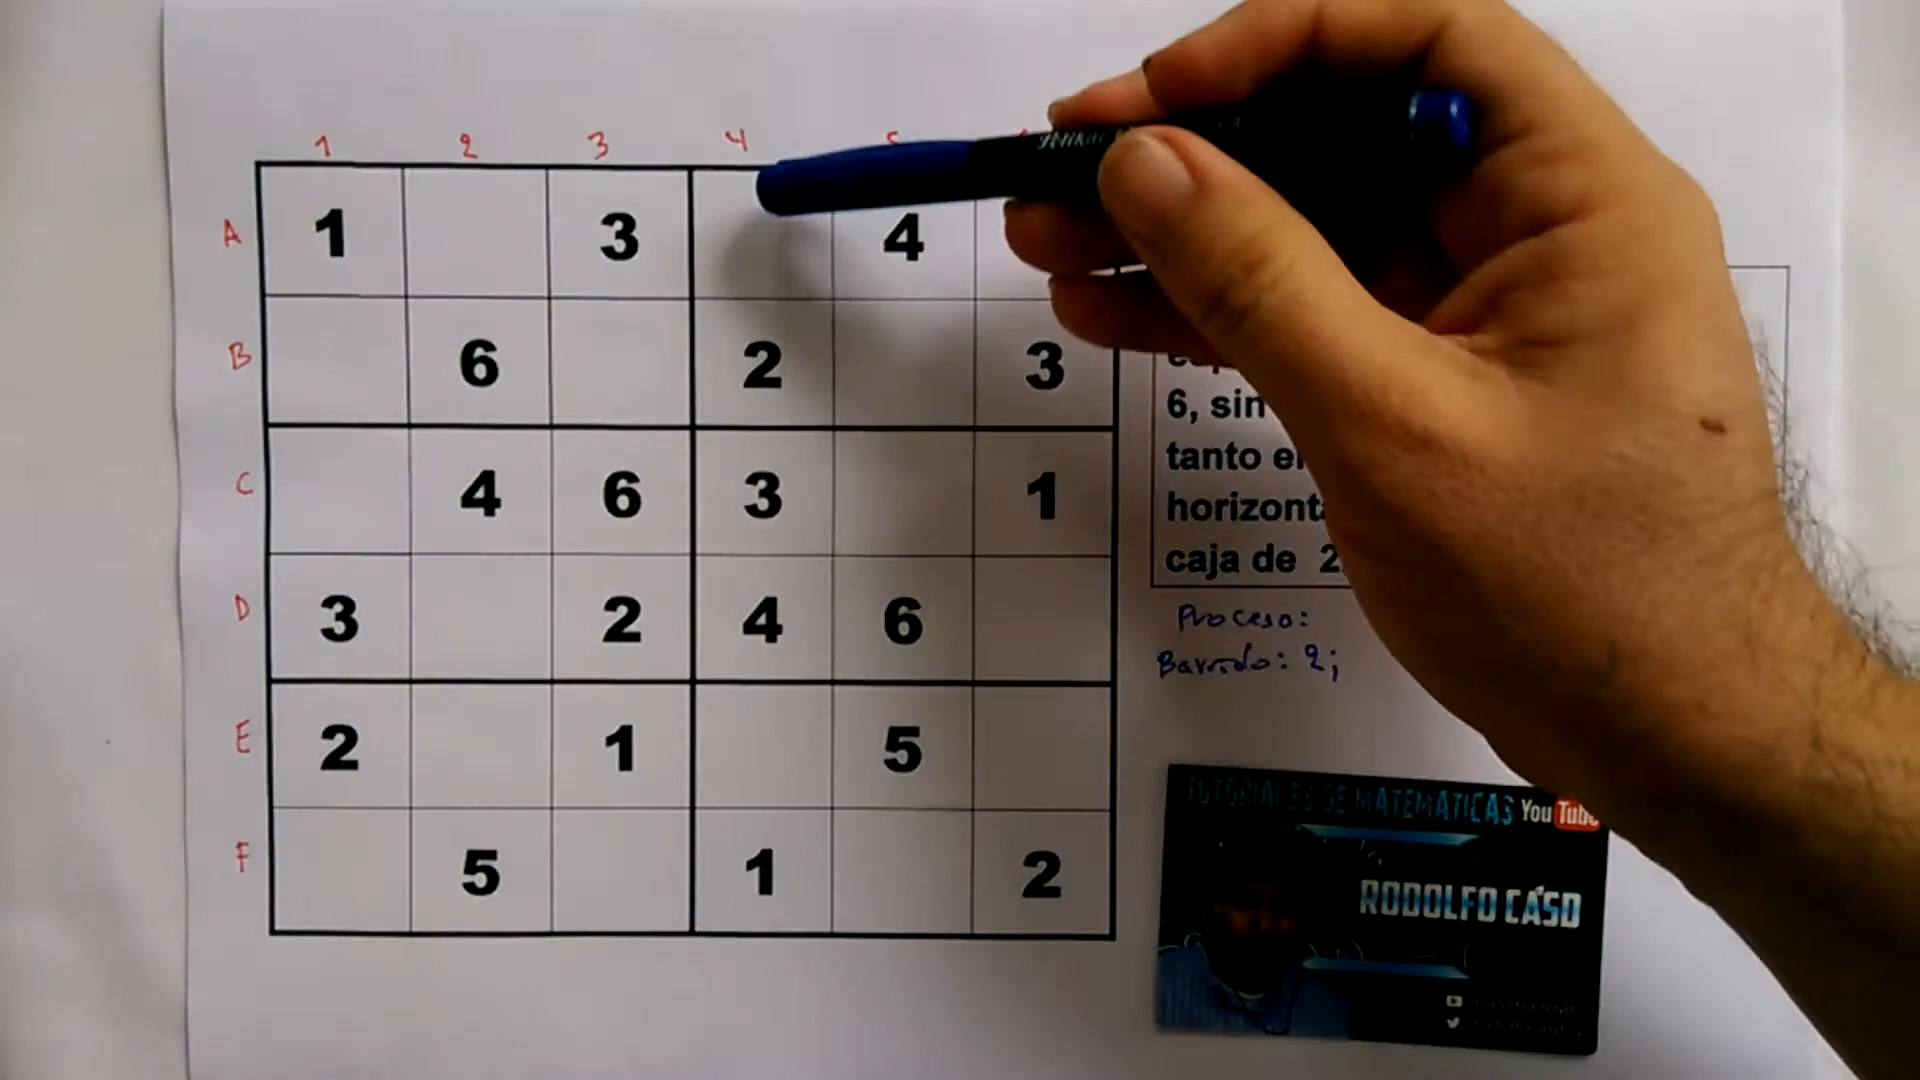 1 2 3 4
A 1 3 4
B 6 2 3
C 4 6 3 1
D 3 2 4 6
E 2 1 5
F 5 1 2
6, sin
tanto
horizont
caja de 2
Proceso:
Barrido: 2;
TUTORIALES DE MATEMATICAS YouTube
RODOLFO CASO